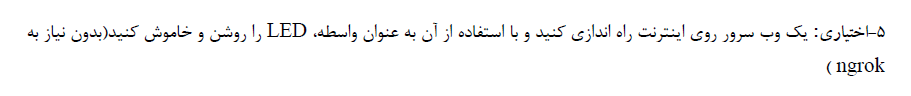 ۵-اختیاری: یک وب سرور روی اینترنت راه اندازی کنید و با استفاده از آن به عنوان واسطه، LED را روشن و خاموش کنید(بدون نیاز به
ngrok )